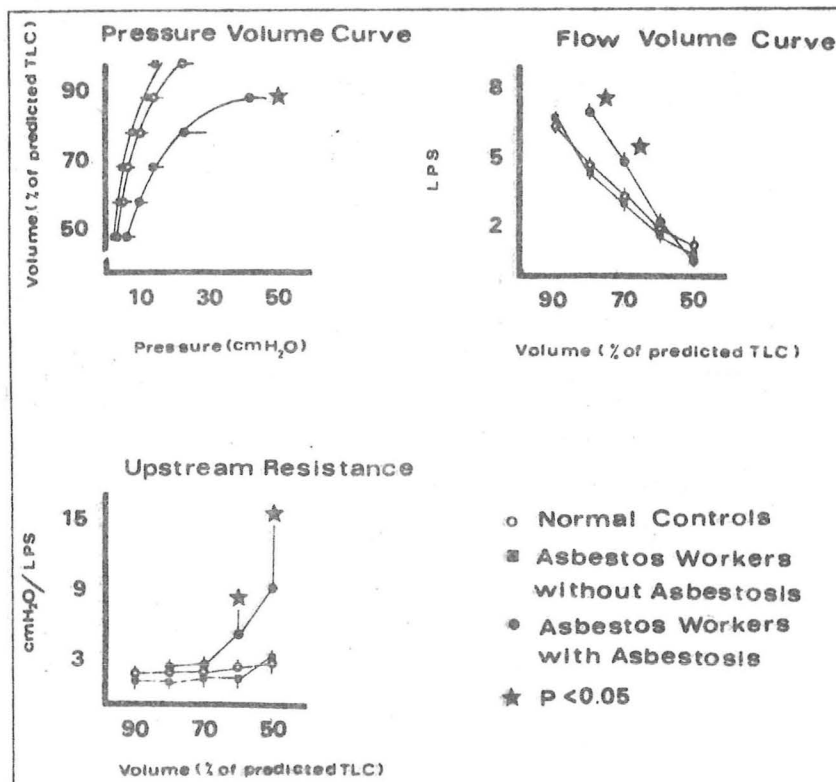 Pressure Volume Curve
Volume (% of predicted TLC)
90
70
50
10 30 50
Pressure (cmH₂O)
Flow Volume Curve
LPS
8
5
2
90 70 50
Volume (% of predicted TLC)
Upstream Resistance
cmH₂O/LPS
15
9
3
90 70 50
Volume (% of predicted TLC)
Normal Controls
Asbestos Workers
without Asbestosis
Asbestos Workers
with Asbestosis
P <0.05